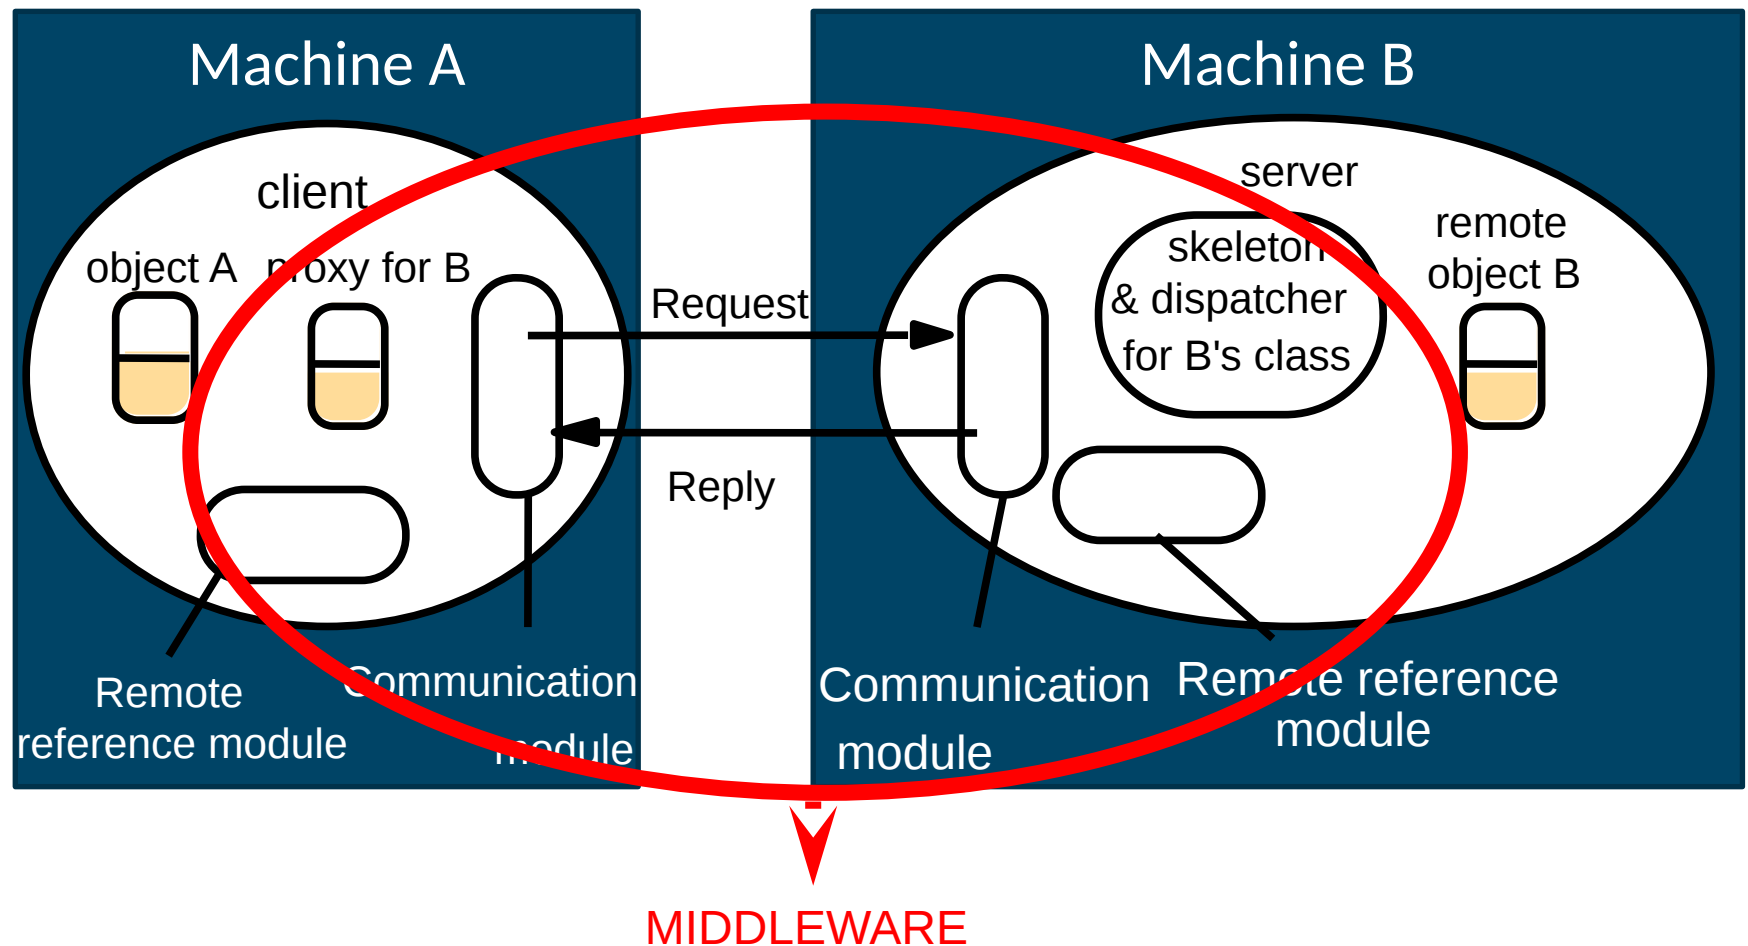 Machine A
Machine B
client
server
object A
proxy for B
skeleton
& dispatcher
for B's class
remote
object B
Request
Reply
Remote
reference module
Communication
module
Communication
module
Remote reference
module
MIDDLEWARE